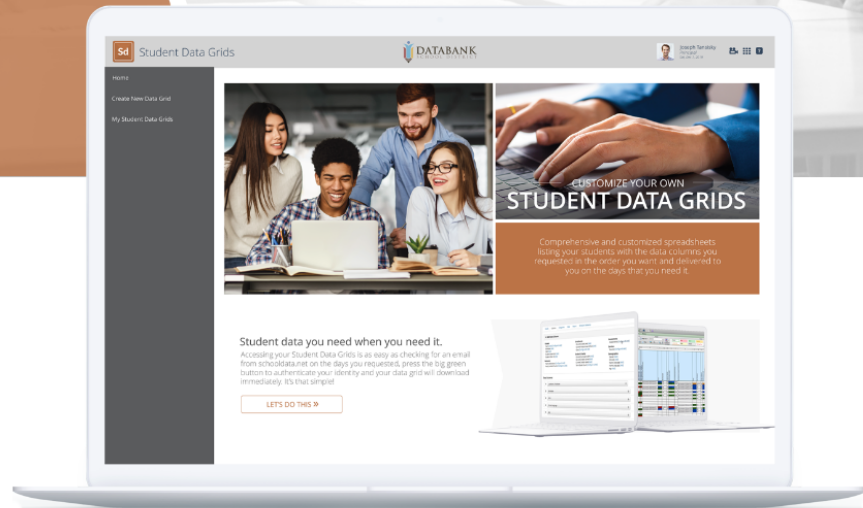 Sd Student Data Grids
DATABANK
SCHOOL DISTRICT
Joseph Tanskley
Principal
Home
Create New Data Grid
My Student Data Grids
CUSTOMIZE YOUR OWN
STUDENT DATA GRIDS
Comprehensive and customized spreadsheets
listing your students with the data columns you
requested in the order you want and delivered to
you on the days that you need it.
Student data you need when you need it.
Accessing your Student Data Grids is as easy as checking for an email
from schooldata.net on the days you requested, press the big green
button to authenticate your identity and your data grid will download
immediately. It's that simple!
LET'S DO THIS »